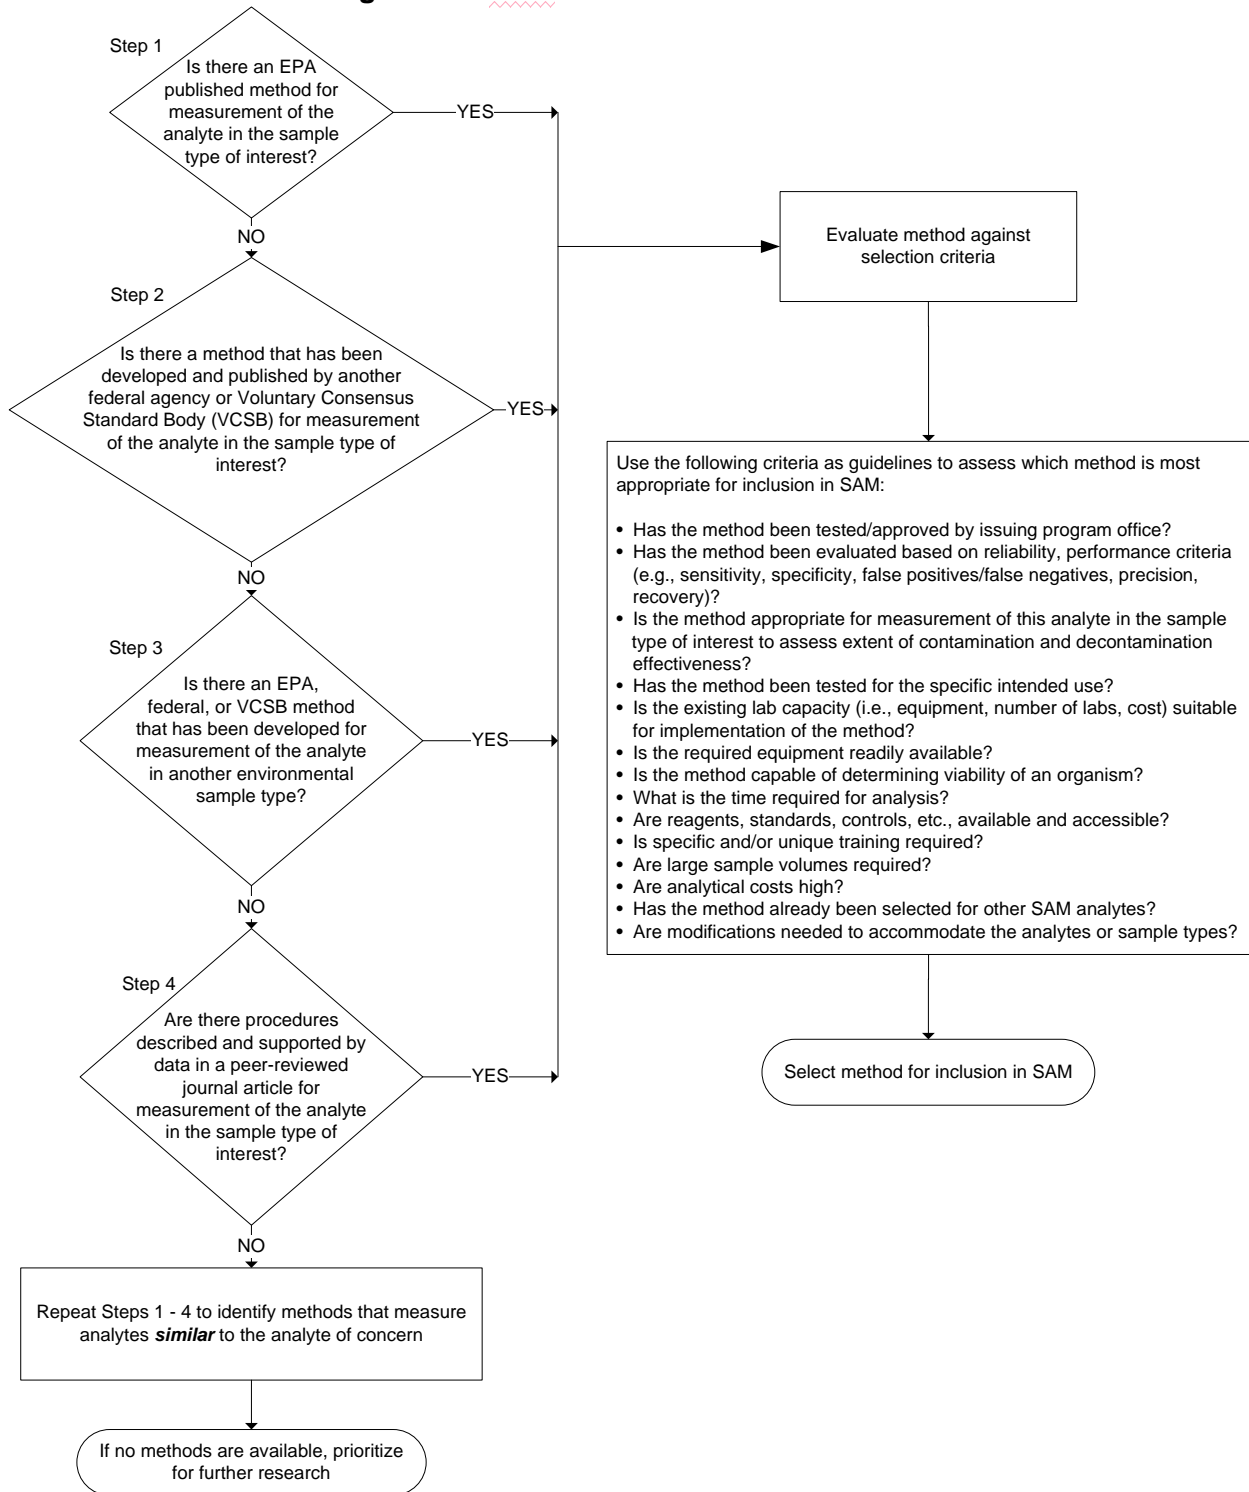 Step 1
Is there an EPA
published method for
measurement of the
analyte in the sample
type of interest?
YES
NO
Step 2
Is there a method that has been
developed and published by another
federal agency or Voluntary Consensus
Standard Body (VCSB) for measurement
of the analyte in the sample type of
interest?
YES
NO
Step 3
Is there an EPA,
federal, or VCSB method
that has been developed for
measurement of the analyte
in another environmental
sample type?
YES
NO
Step 4
Are there procedures
described and supported by
data in a peer-reviewed
journal article for
measurement of the analyte
in the sample type of
interest?
YES
NO
Repeat Steps 1 - 4 to identify methods that measure
analytes similar to the analyte of concern
If no methods are available, prioritize
for further research
Evaluate method against
selection criteria
Use the following criteria as guidelines to assess which method is most
appropriate for inclusion in SAM:
• Has the method been tested/approved by issuing program office?
• Has the method been evaluated based on reliability, performance criteria
(e.g., sensitivity, specificity, false positives/false negatives, precision,
recovery)?
• Is the method appropriate for measurement of this analyte in the sample
type of interest to assess extent of contamination and decontamination
effectiveness?
• Has the method been tested for the specific intended use?
• Is the existing lab capacity (i.e., equipment, number of labs, cost) suitable
for implementation of the method?
• Is the required equipment readily available?
• Is the method capable of determining viability of an organism?
• What is the time required for analysis?
• Are reagents, standards, controls, etc., available and accessible?
• Is specific and/or unique training required?
• Are large sample volumes required?
• Are analytical costs high?
• Has the method already been selected for other SAM analytes?
• Are modifications needed to accommodate the analytes or sample types?
Select method for inclusion in SAM